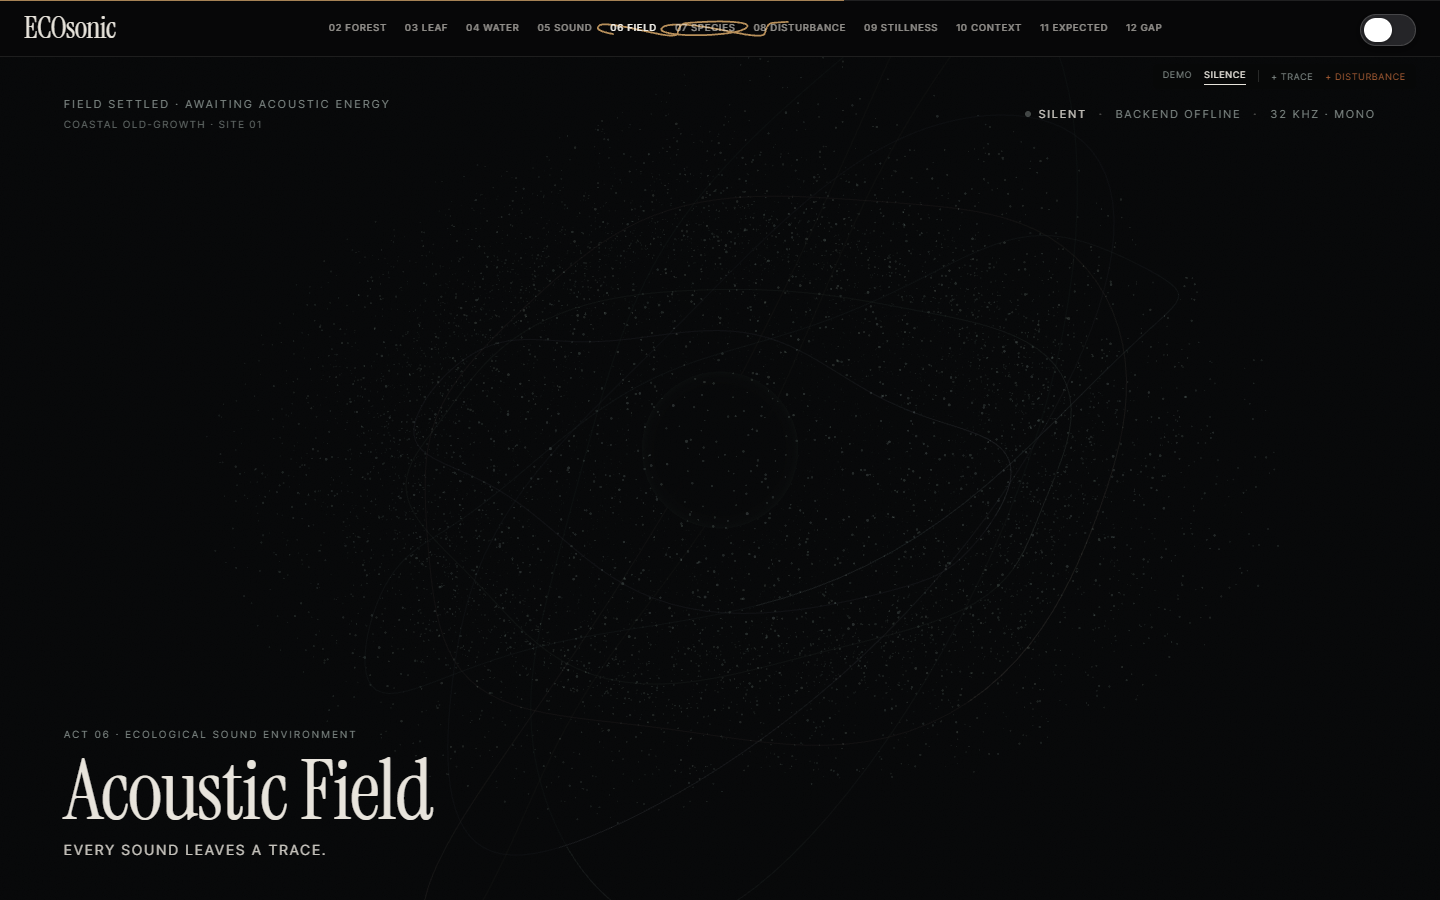 ECOsonic
02 FOREST 03 LEAF 04 WATER 05 SOUND 06 FIELD 07 SPECIES 08 DISTURBANCE 09 STILLNESS 10 CONTEXT 11 EXPECTED 12 GAP
DEMO SILENCE + TRACE + DISTURBANCE
FIELD SETTLED · AWAITING ACOUSTIC ENERGY
COASTAL OLD-GROWTH · SITE 01
SILENT · BACKEND OFFLINE · 32 KHZ · MONO
ACT 06 · ECOLOGICAL SOUND ENVIRONMENT
Acoustic Field
EVERY SOUND LEAVES A TRACE.